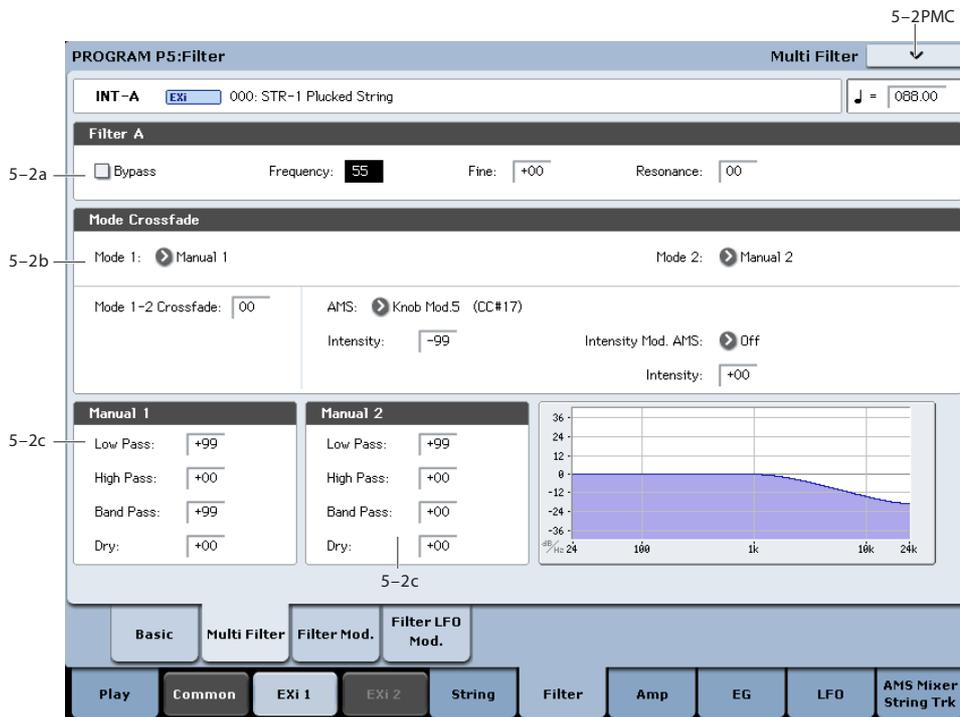 5-2PMC
PROGRAM P5:Filter Multi Filter
INT-A EXi 000: STR-1 Plucked String ♩ = 088.00
Filter A
5-2a Bypass Frequency: 55 Fine: +00 Resonance: 00
Mode Crossfade
5-2b Mode 1: Manual 1 Mode 2: Manual 2
Mode 1-2 Crossfade: 00 AMS: Knob Mod.5 (CC#17)
Intensity: -99 Intensity Mod. AMS: Off
Intensity: +00
Manual 1 Manual 2
5-2c Low Pass: +99 Low Pass: +99
High Pass: +00 High Pass: +00
Band Pass: +99 Band Pass: +00
Dry: +00 Dry: +00
5-2c
36
24
12
0
-12
-24
-36
dB/Hz 24 100 1k 10k 24k
Basic Multi Filter Filter Mod. Filter LFO
Mod.
Play Common EXi 1 EXi 2 String Filter Amp EG LFO AMS Mixer
String Trk